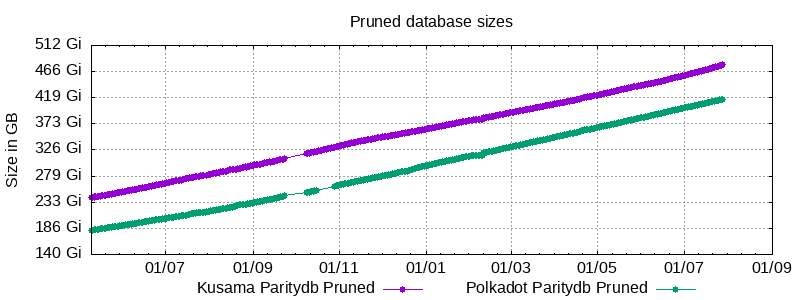 Pruned database sizes
Size in GB
512 Gi
466 Gi
419 Gi
373 Gi
326 Gi
279 Gi
233 Gi
186 Gi
140 Gi
01/07 01/09 01/11 01/01 01/03 01/05 01/07 01/09
Kusama Paritydb Pruned Polkadot Paritydb Pruned